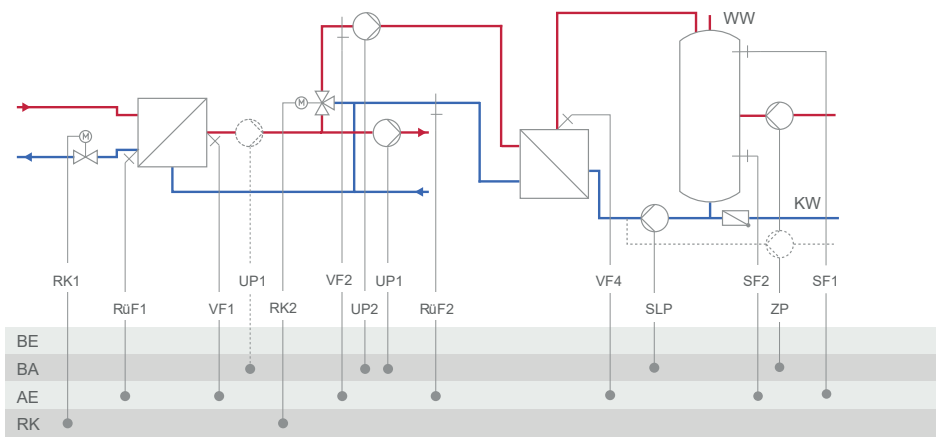 WW
M
M
KW
RK1 UP1 VF2 UP1 VF4 SF2 SF1
RüF1 VF1 RK2 UP2 RüF2 SLP ZP
BE
BA
AE
RK